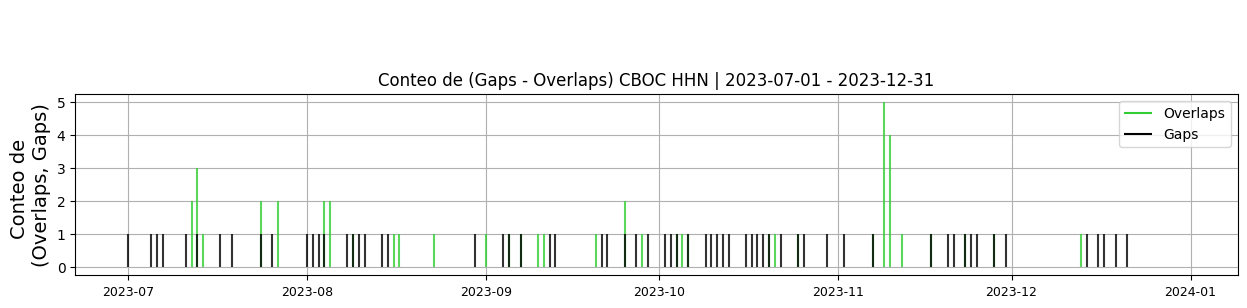 Conteo de (Gaps - Overlaps) CBOC HHN | 2023-07-01 - 2023-12-31
Conteo de
(Overlaps, Gaps)
5
4
3
2
1
0
Overlaps
Gaps
2023-07
2023-08
2023-09
2023-10
2023-11
2023-12
2024-01